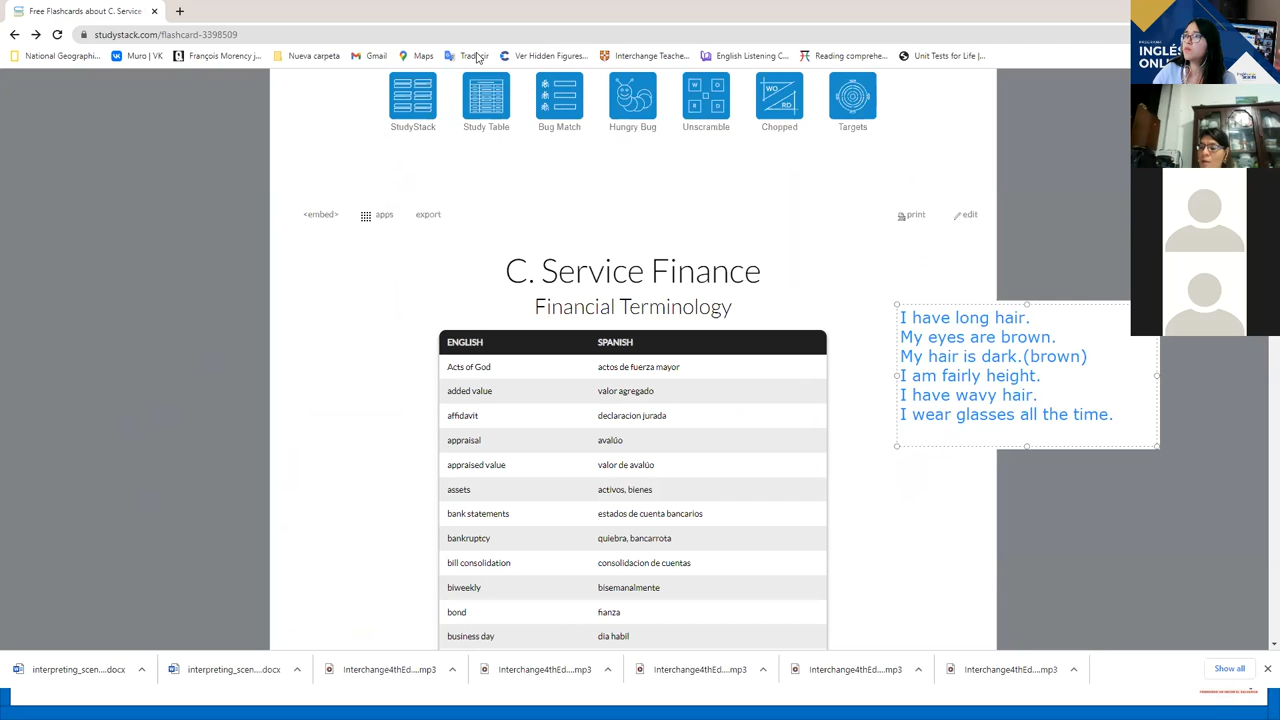 Free Flashcards about C. Service
studystack.com/flashcard-3398509
National Geographi...
Muro | VK
François Morency j...
Nueva carpeta
Gmail
Maps
Ver Hidden Figures...
Interchange Teache...
English Listening C...
Reading comprehe...
Unit Tests for Life |...
PROGRAMA
INGLÉS
StudyStack
Study Table
Bug Match
Hungry Bug
Unscramble
Chopped
Targets
WO
RD
<embed>
apps
export
print
edit
C. Service Finance
Financial Terminology
ENGLISH SPANISH
Acts of God actos de fuerza mayor
added value valor agregado
affidavit declaracion jurada
appraisal avalúo
appraised value valor de avalúo
assets activos, bienes
bank statements estados de cuenta bancarios
bankruptcy quiebra, bancarrota
bill consolidation consolidacion de cuentas
biweekly bisemanalmente
bond fianza
business day dia habil
I have long hair.
My eyes are brown.
My hair is dark.(brown)
I am fairly height.
I have wavy hair.
I wear glasses all the time.
interpreting_scen....docx
interpreting_scen....docx
Interchange4thEd....mp3
Interchange4thEd....mp3
Interchange4thEd....mp3
Interchange4thEd....mp3
Interchange4thEd....mp3
Show all